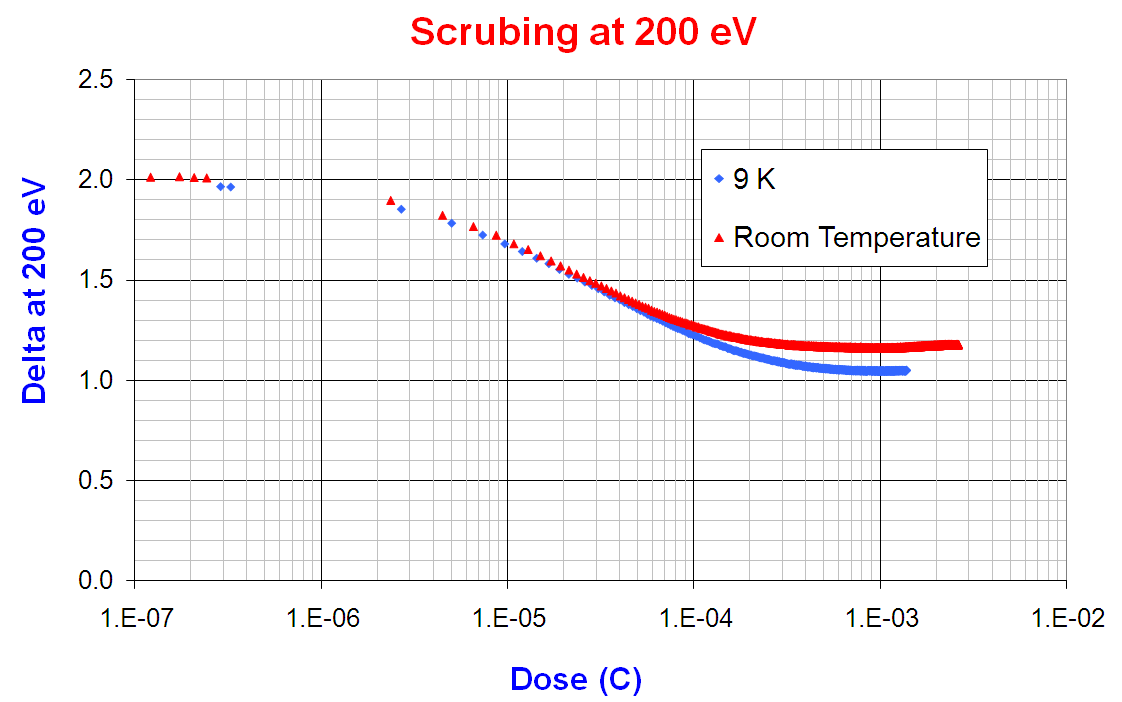 Scrubing at 200 eV
2.5
2.0
1.5
1.0
0.5
0.0
Delta at 200 eV
9 K
Room Temperature
1.E-07 1.E-06 1.E-05 1.E-04 1.E-03 1.E-02
Dose (C)